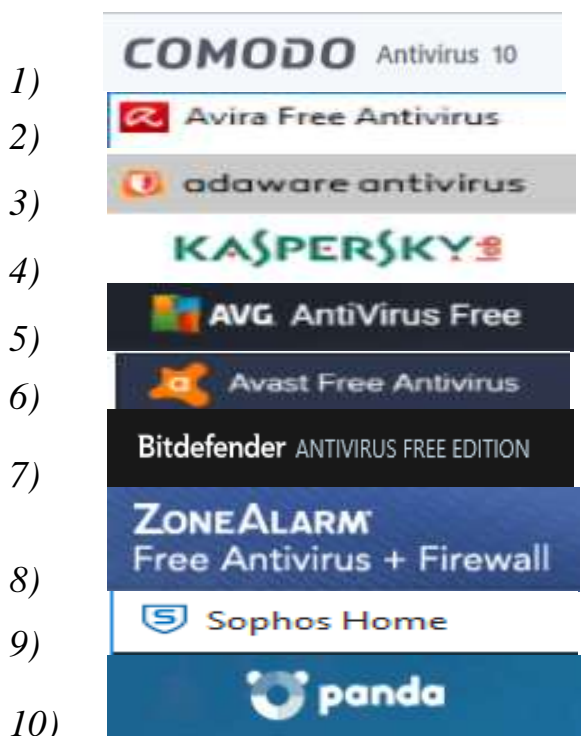 1) COMODO Antivirus 10
2) Avira Free Antivirus
3) adaware antivirus
4) KASPERSKY lab
5) AVG AntiVirus Free
6) Avast Free Antivirus
7) Bitdefender ANTIVIRUS FREE EDITION
8) ZONEALARM
Free Antivirus + Firewall
9) Sophos Home
10) panda